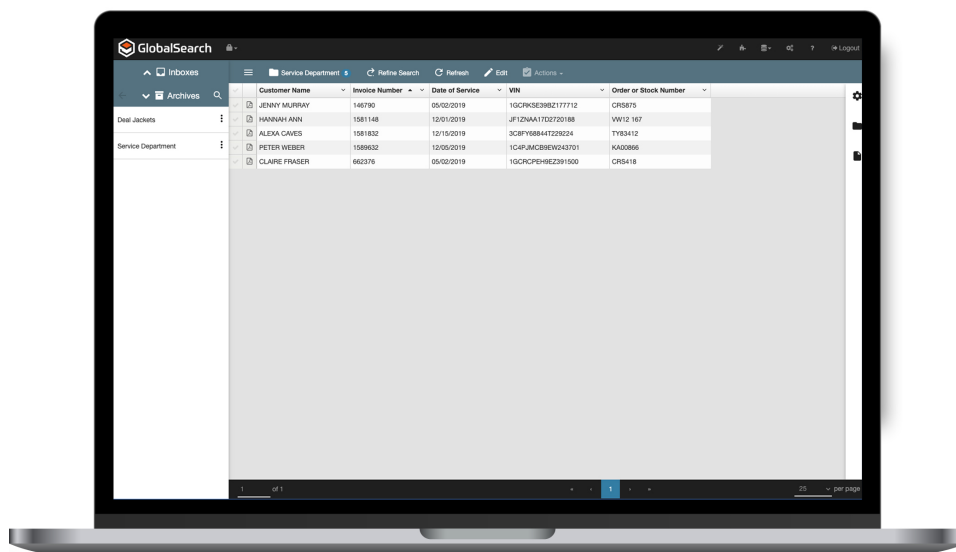 GlobalSearch
? Logout
Inboxes
Service Department 5 Refine Search Refresh Edit Actions
Archives
Customer Name Invoice Number Date of Service VIN Order or Stock Number
JENNY MURRAY 146790 05/02/2019 1GCRKSE39BZ177712 CRS875
Deal Jackets
HANNAH ANN 1581148 12/01/2019 JF1ZNAA17D2720188 VW12 167
ALEXA CAVES 1581832 12/15/2019 3C8FY68844T229224 TY83412
Service Department
PETER WEBER 1589632 12/05/2019 1C4PJMCB9EW243701 KA00866
CLAIRE FRASER 662376 05/02/2019 1GCRCPEH9EZ391500 CRS418
1 of 1 « ‹ 1 › » 25 per page